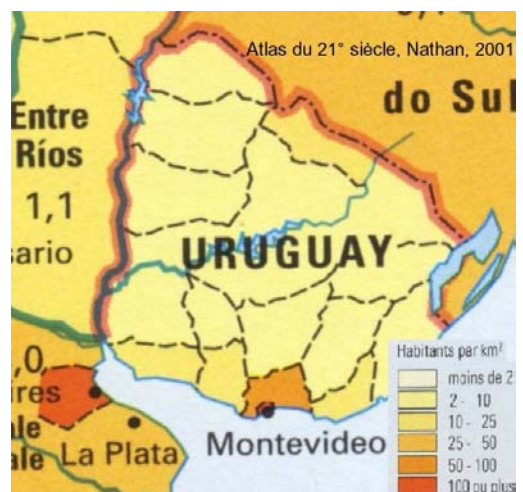 Atlas du 21° siècle, Nathan, 2001
do Sul
Entre
Ríos
1,1
sario
URUGUAY
Habitants par km²
moins de 2
2 - 10
10 - 25
25 - 50
50 - 100
100 ou plus
,0
ires
ale
ale
La Plata
Montevideo